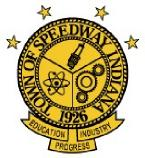 TOWN OF SPEEDWAY INDIANA
1926
EDUCATION INDUSTRY
PROGRESS